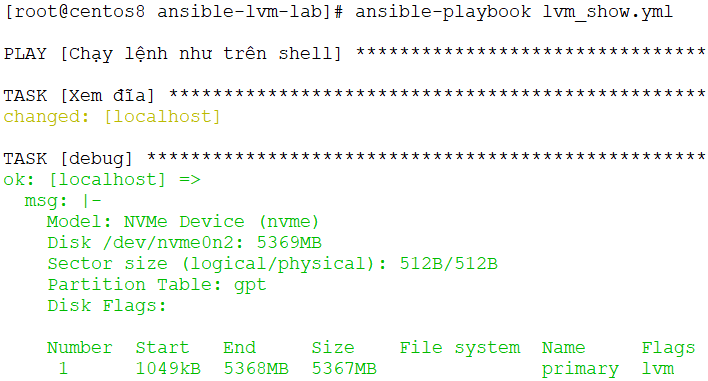 [root@centos8 ansible-lvm-lab]# ansible-playbook lvm_show.yml
PLAY [Chạy lệnh như trên shell] ********************************
TASK [Xem đĩa] *************************************************
changed: [localhost]
TASK [debug] ***************************************************
ok: [localhost] =>
  msg: |-
    Model: NVMe Device (nvme)
    Disk /dev/nvme0n2: 5369MB
    Sector size (logical/physical): 512B/512B
    Partition Table: gpt
    Disk Flags:
    Number  Start   End     Size    File system  Name     Flags
     1      1049kB  5368MB  5367MB               primary  lvm